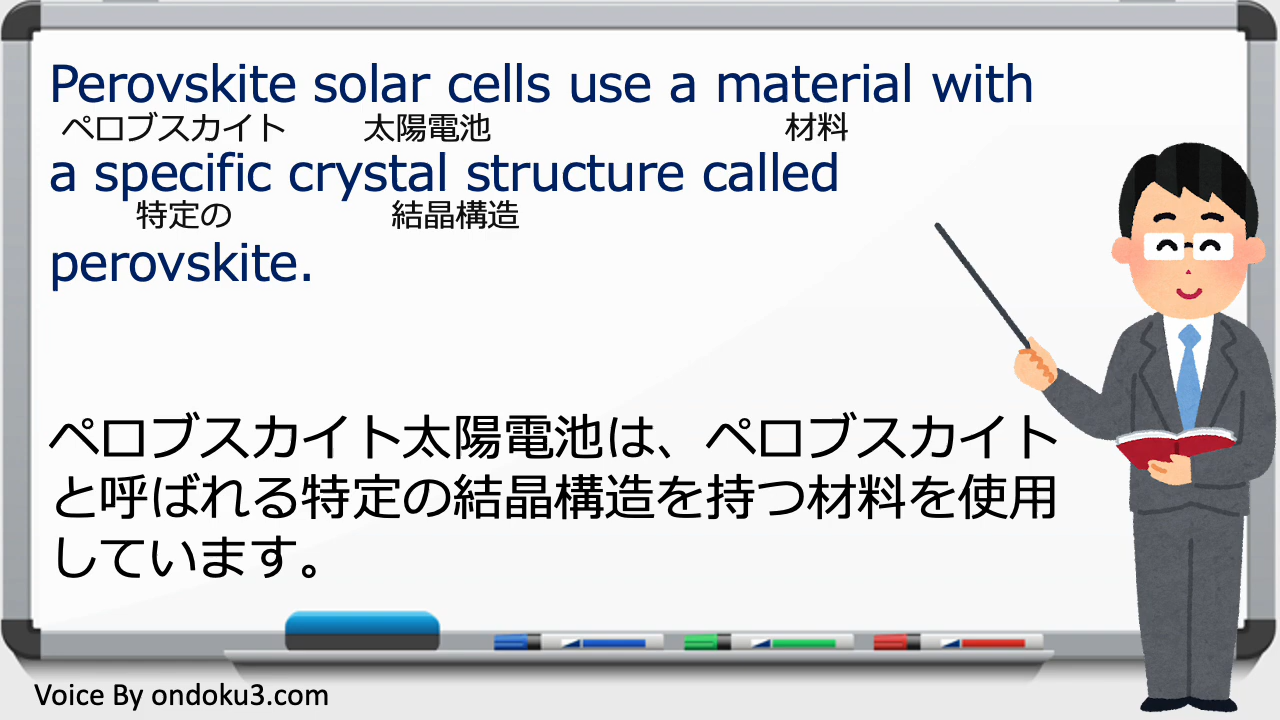 Perovskite solar cells use a material with
ペロブスカイト 太陽電池 材料
a specific crystal structure called
特定の 結晶構造
perovskite.
ペロブスカイト太陽電池は、ペロブスカイト
と呼ばれる特定の結晶構造を持つ材料を使用
しています。
Voice By ondoku3.com